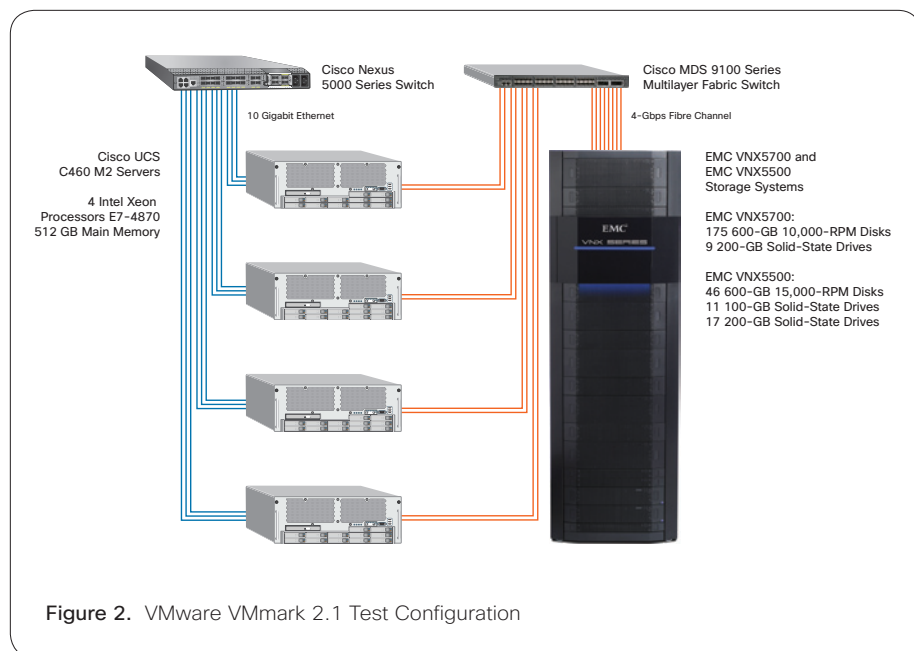 Cisco Nexus
5000 Series Switch
Cisco MDS 9100 Series
Multilayer Fabric Switch
10 Gigabit Ethernet
4-Gbps Fibre Channel
Cisco UCS
C460 M2 Servers
4 Intel Xeon
Processors E7-4870
512 GB Main Memory
EMC²
VNX SERIES
EMC VNX5700 and
EMC VNX5500
Storage Systems
EMC VNX5700:
175 600-GB 10,000-RPM Disks
9 200-GB Solid-State Drives
EMC VNX5500:
46 600-GB 15,000-RPM Disks
11 100-GB Solid-State Drives
17 200-GB Solid-State Drives
Figure 2. VMware VMmark 2.1 Test Configuration